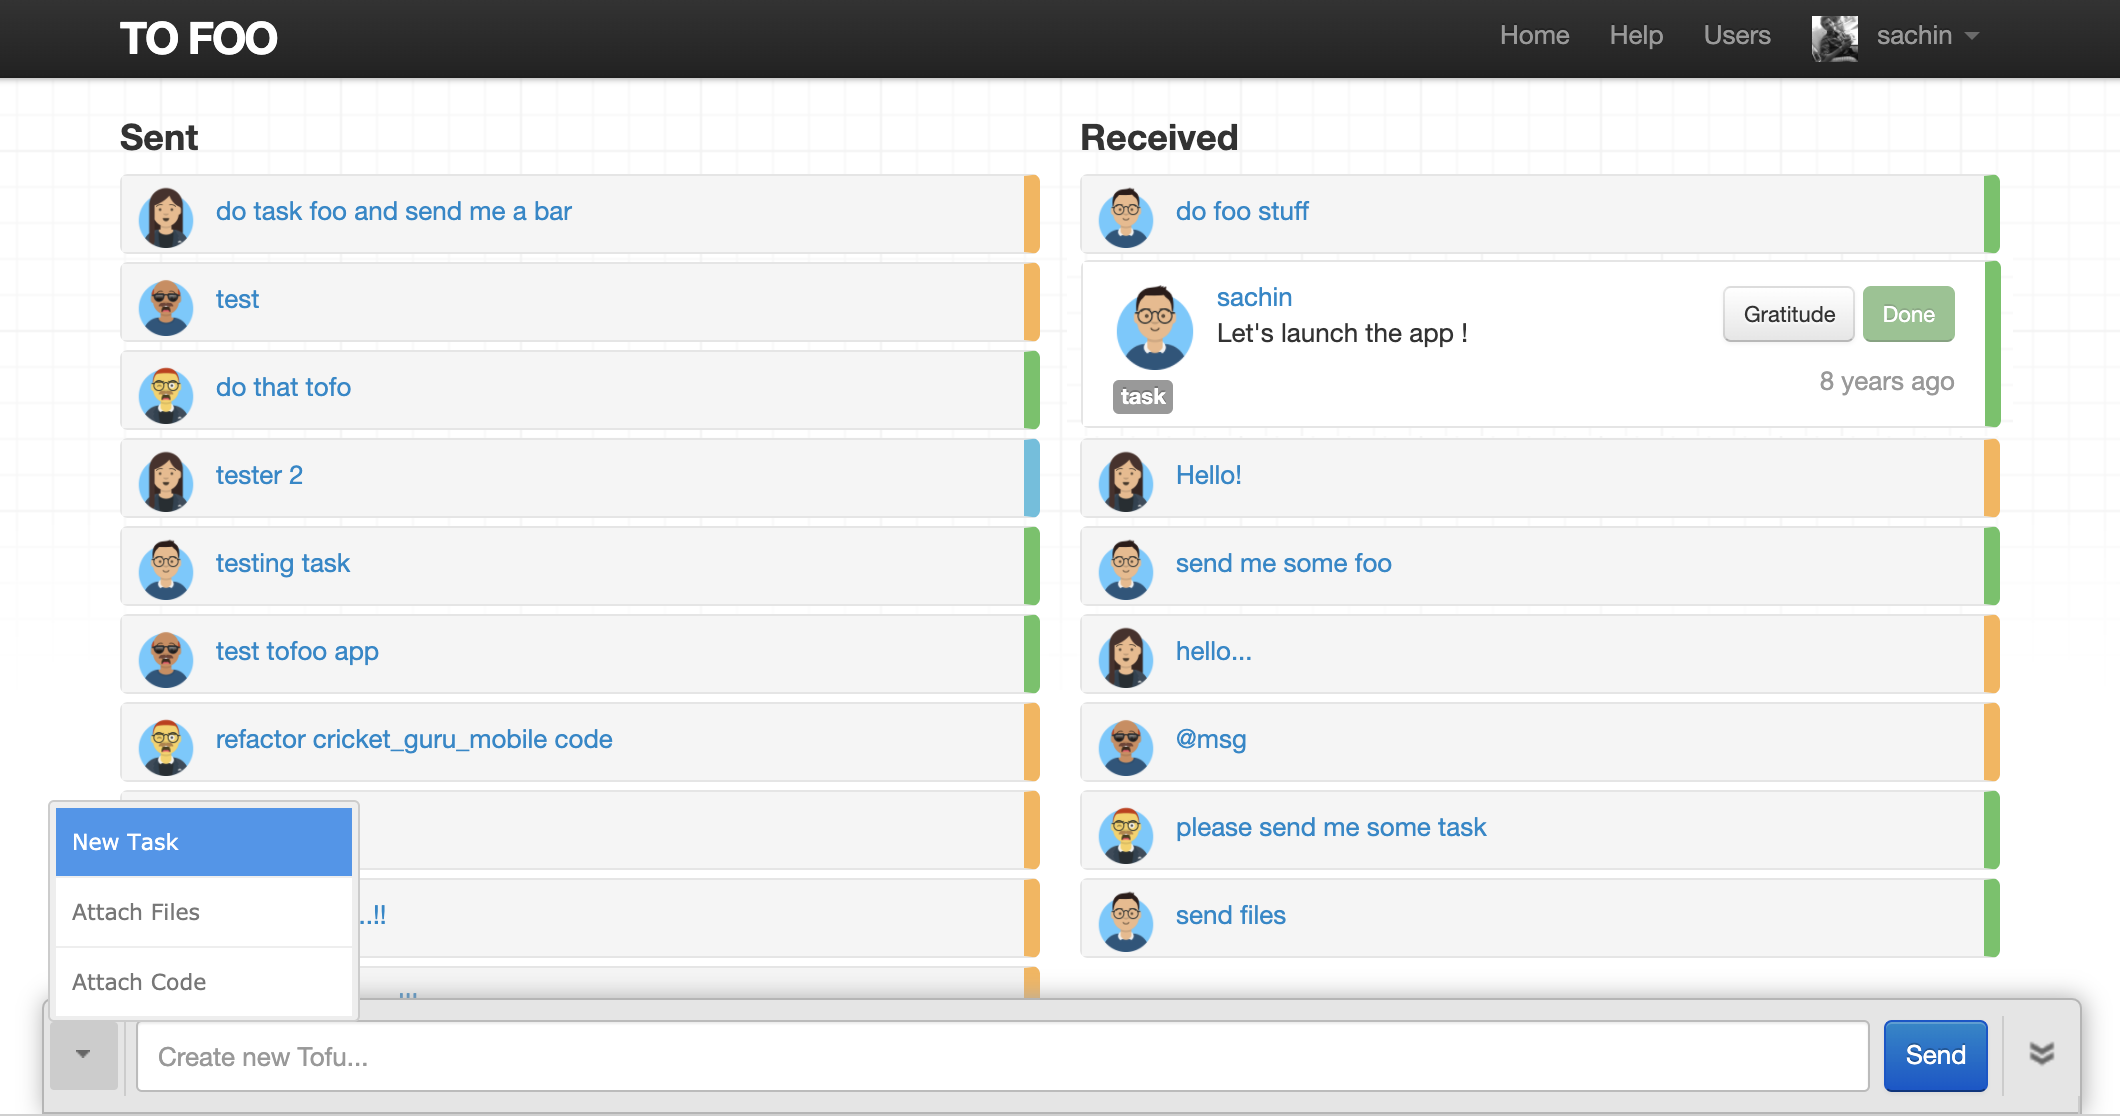 TO FOO
Home Help Users sachin
Sent
do task foo and send me a bar
test
do that tofo
tester 2
testing task
test tofoo app
refactor cricket_guru_mobile code
..!!
Received
do foo stuff
sachin
Let's launch the app !
task
Gratitude Done
8 years ago
Hello!
send me some foo
hello...
@msg
please send me some task
send files
New Task
Attach Files
Attach Code
Create new Tofu...
Send